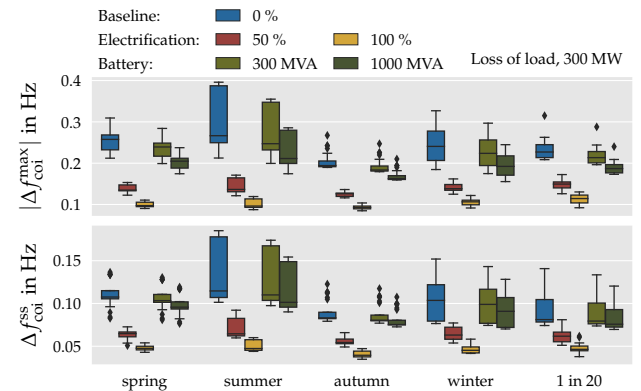 Baseline: 0 %
Electrification: 50 % 100 %
Battery: 300 MVA 1000 MVA
Loss of load, 300 MW
|Δf_coi^max| in Hz
0.4
0.3
0.2
0.1
Δf_coi^ss in Hz
0.15
0.10
0.05
spring summer autumn winter 1 in 20